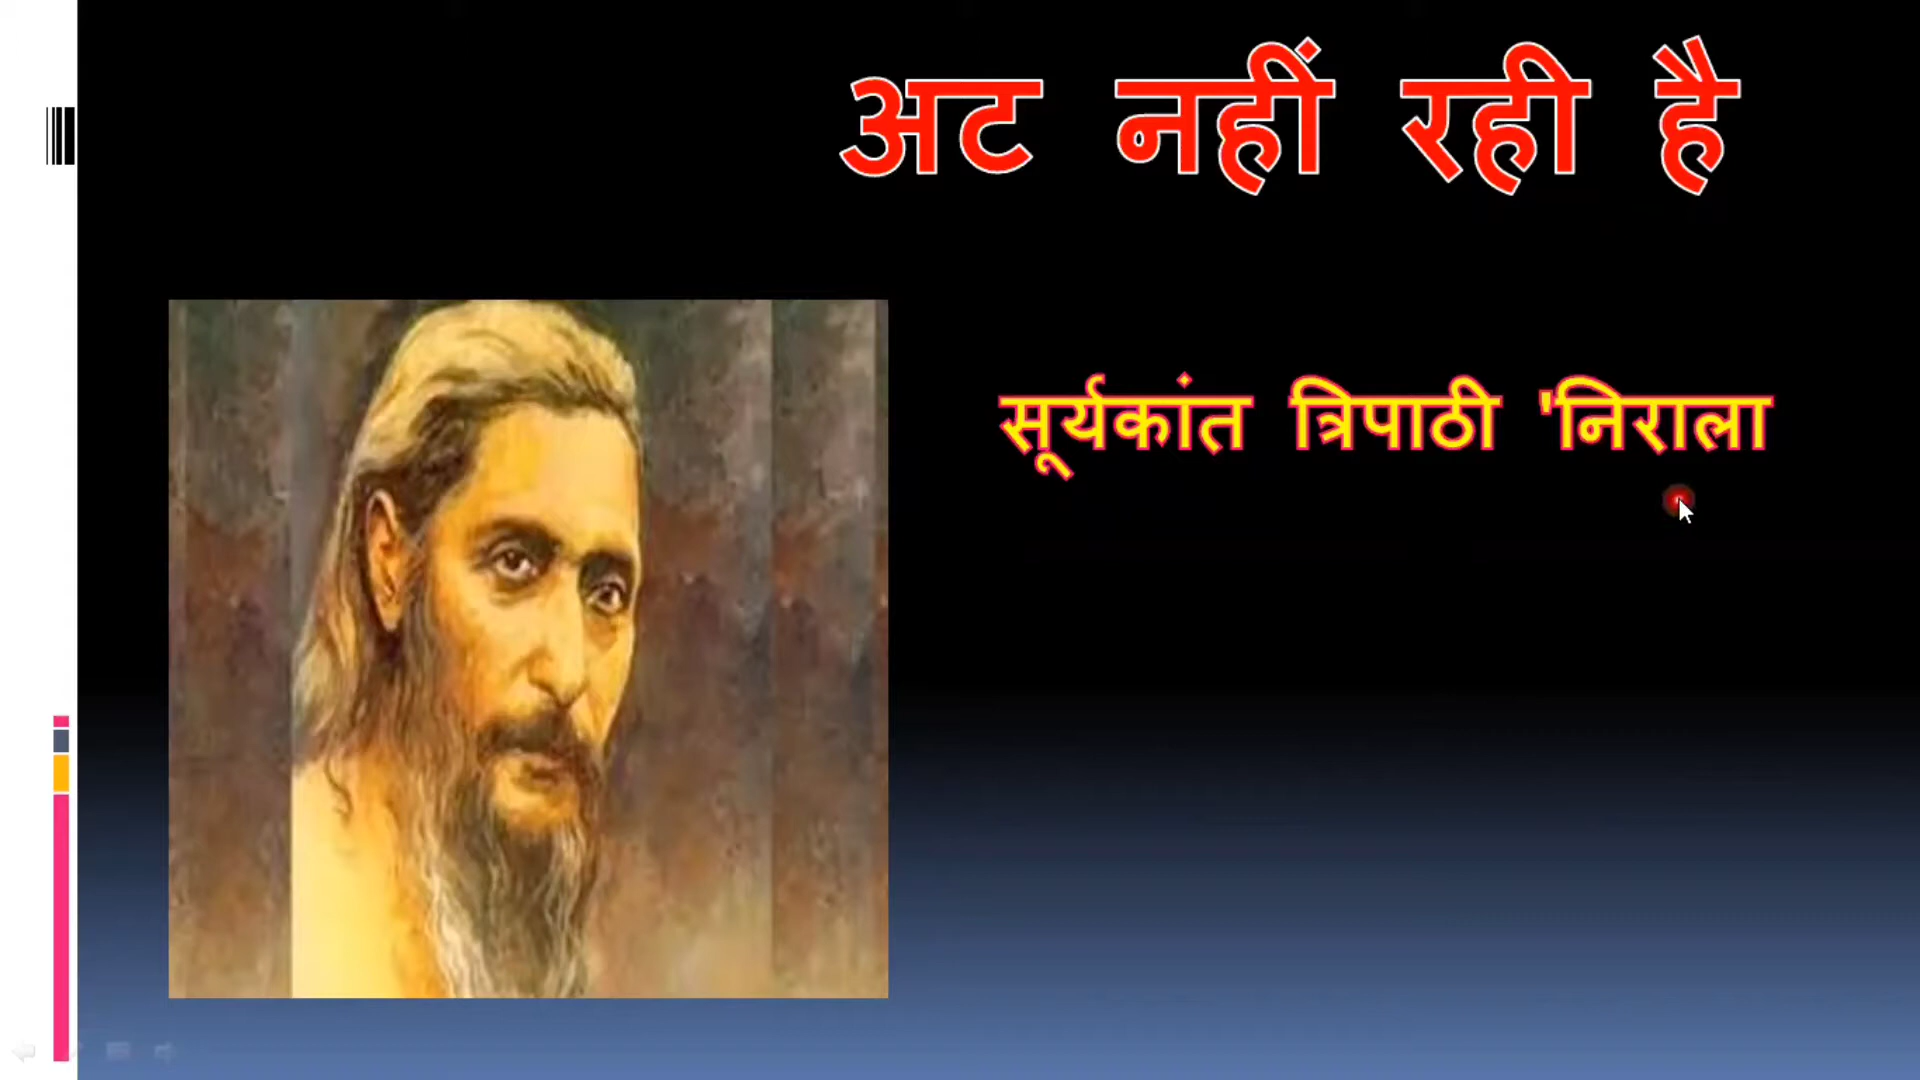 अट नहीं रही है
सूर्यकांत त्रिपाठी 'निराला